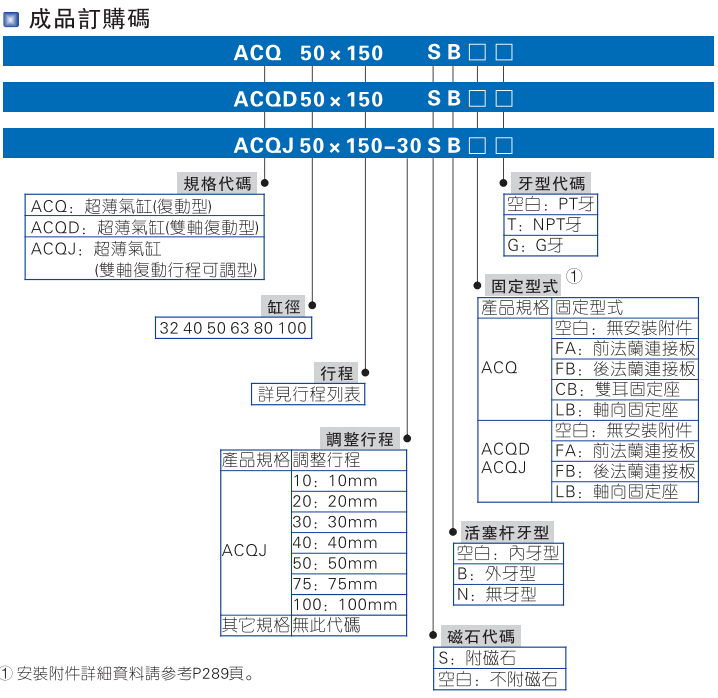 成品訂購碼
ACQ 50×150 S B □ □
ACQD 50×150 S B □ □
ACQJ 50×150-30 S B □ □
規格代碼
ACQ：超薄氣缸(復動型)
ACQD：超薄氣缸(雙軸復動型)
ACQJ：超薄氣缸
(雙軸復動行程可調型)
缸徑
32 40 50 63 80 100
行程
詳見行程列表
調整行程
產品規格 調整行程
ACQJ
10：10mm
20：20mm
30：30mm
40：40mm
50：50mm
75：75mm
100：100mm
其它規格 無此代碼
牙型代碼
空白：PT牙
T：NPT牙
G：G牙
固定型式 ①
產品規格 固定型式
ACQ
空白：無安裝附件
FA：前法蘭連接板
FB：後法蘭連接板
CB：雙耳固定座
LB：軸向固定座
ACQD
ACQJ
空白：無安裝附件
FA：前法蘭連接板
FB：後法蘭連接板
LB：軸向固定座
活塞杆牙型
空白：內牙型
B：外牙型
N：無牙型
磁石代碼
S：附磁石
空白：不附磁石
① 安裝附件詳細資料請參考P289頁。